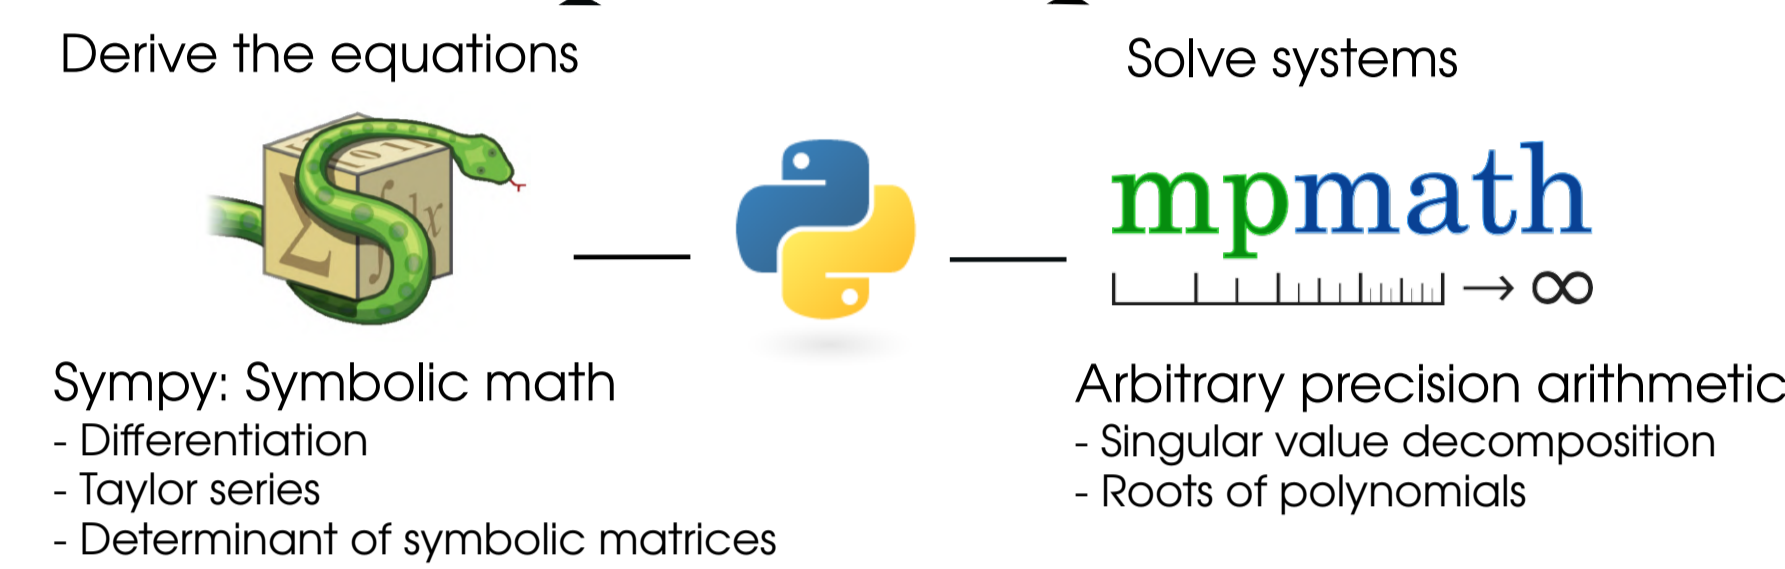 Derive the equations
Solve systems
mpmath
→ ∞
Sympy: Symbolic math
- Differentiation
- Taylor series
- Determinant of symbolic matrices
Arbitrary precision arithmetic
- Singular value decomposition
- Roots of polynomials